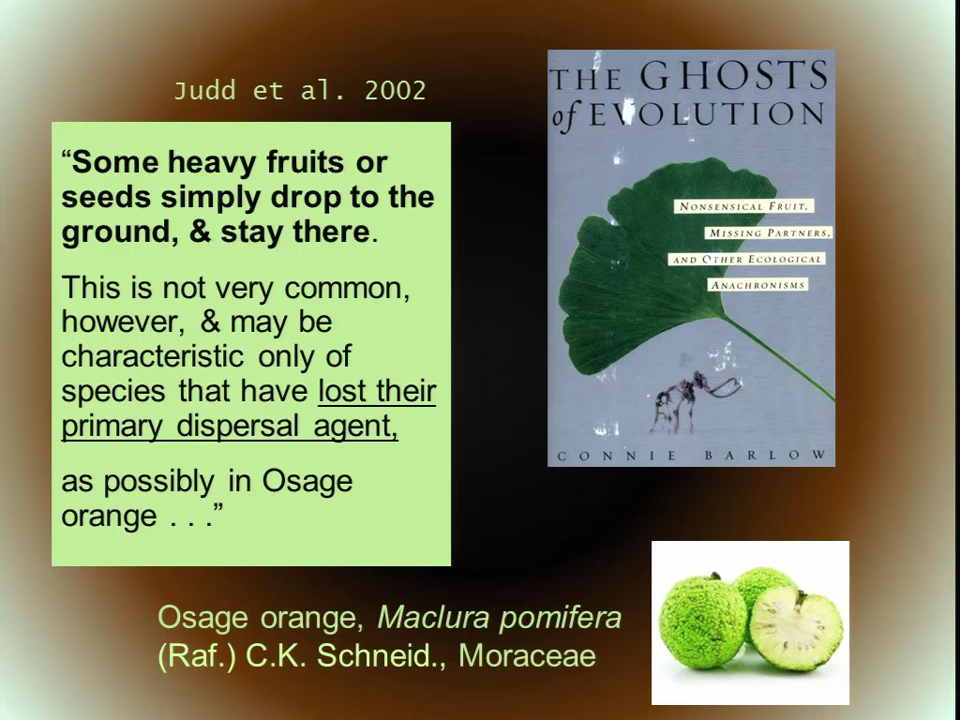 Judd et al. 2002
“Some heavy fruits or
seeds simply drop to the
ground, & stay there.
This is not very common,
however, & may be
characteristic only of
species that have lost their
primary dispersal agent,
as possibly in Osage
orange . . .”
THE GHOSTS
of EVOLUTION
NONSENSICAL FRUIT,
MISSING PARTNERS,
AND OTHER ECOLOGICAL
ANACHRONISMS
CONNIE BARLOW
Osage orange, Maclura pomifera
(Raf.) C.K. Schneid., Moraceae